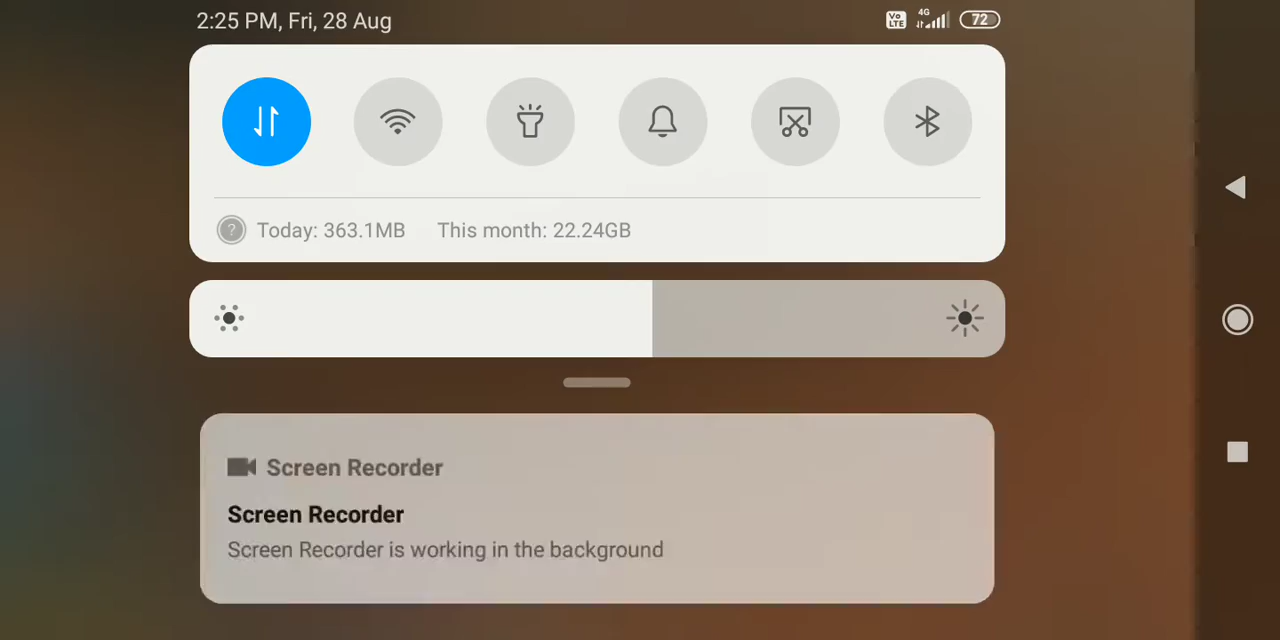 2:25 PM, Fri, 28 Aug
Vo LTE 4G 72
Today: 363.1MB This month: 22.24GB
Screen Recorder
Screen Recorder
Screen Recorder is working in the background